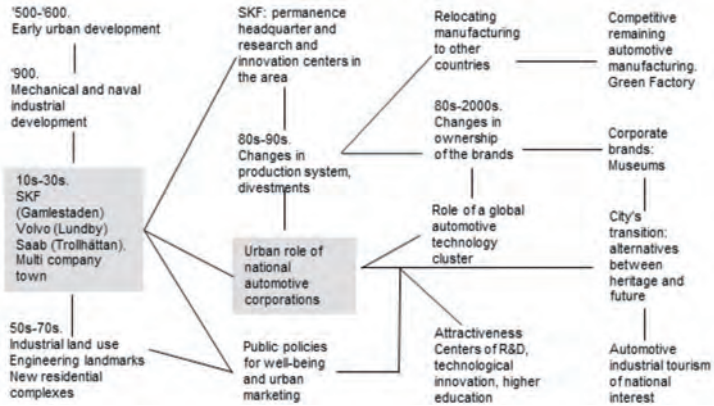 '500-'600.
Early urban development
'900.
Mechanical and naval
industrial
development
10s-30s.
SKF
(Gamlestaden)
Volvo (Lundby)
Saab (Trollhättan).
Multi company
town
50s-70s.
Industrial land use
Engineering landmarks
New residential
complexes
SKF: permanence
headquarter and
research and
innovation centers in
the area
80s-90s.
Changes in
production system,
divestments
Urban role of
national
automotive
corporations
Public policies
for well-being
and urban
marketing
Relocating
manufacturing
to other
countries
80s-2000s.
Changes in
ownership
of the brands
Role of a global
automotive
technology
cluster
Attractiveness
Centers of R&D,
technological
innovation, higher
education
Competitive
remaining
automotive
manufacturing.
Green Factory
Corporate
brands:
Museums
City's
transition:
alternatives
between
heritage and
future
Automotive
industrial tourism
of national
interest